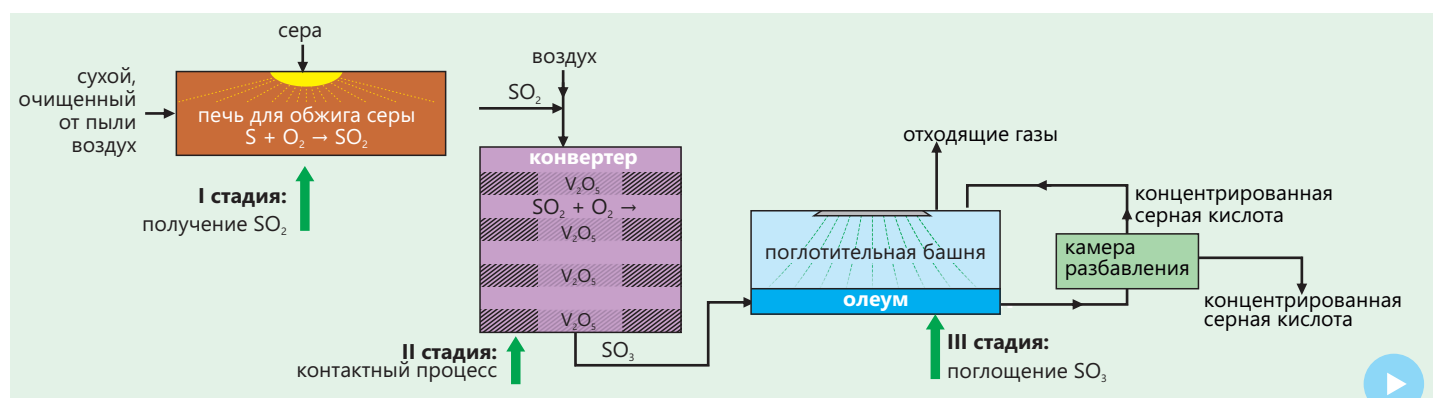 сера
сухой,
очищенный
от пыли
воздух
печь для обжига серы
S + O₂ → SO₂
I стадия:
получение SO₂
воздух
SO₂
конвертер
V₂O₅
SO₂ + O₂ →
V₂O₅
V₂O₅
V₂O₅
II стадия:
контактный процесс
SO₃
отходящие газы
поглотительная башня
олеум
III стадия:
поглощение SO₃
концентрированная
серная кислота
камера
разбавления
концентрированная
серная кислота